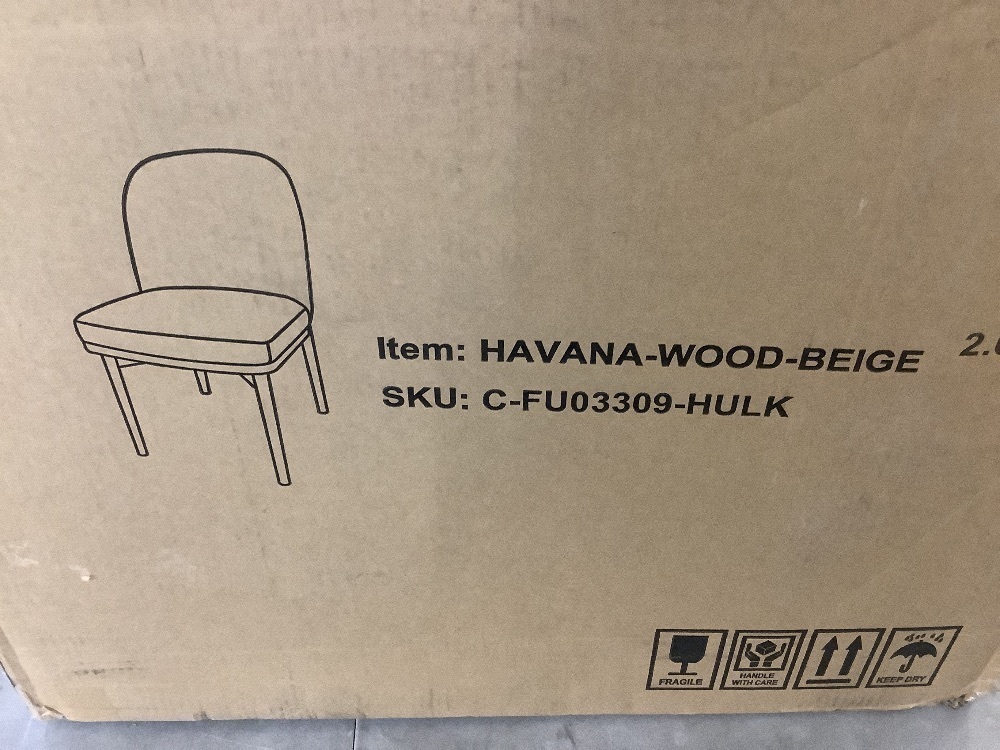 Item: HAVANA-WOOD-BEIGE
SKU: C-FU03309-HULK
FRAGILE
HANDLE
WITH CARE
KEEP DRY